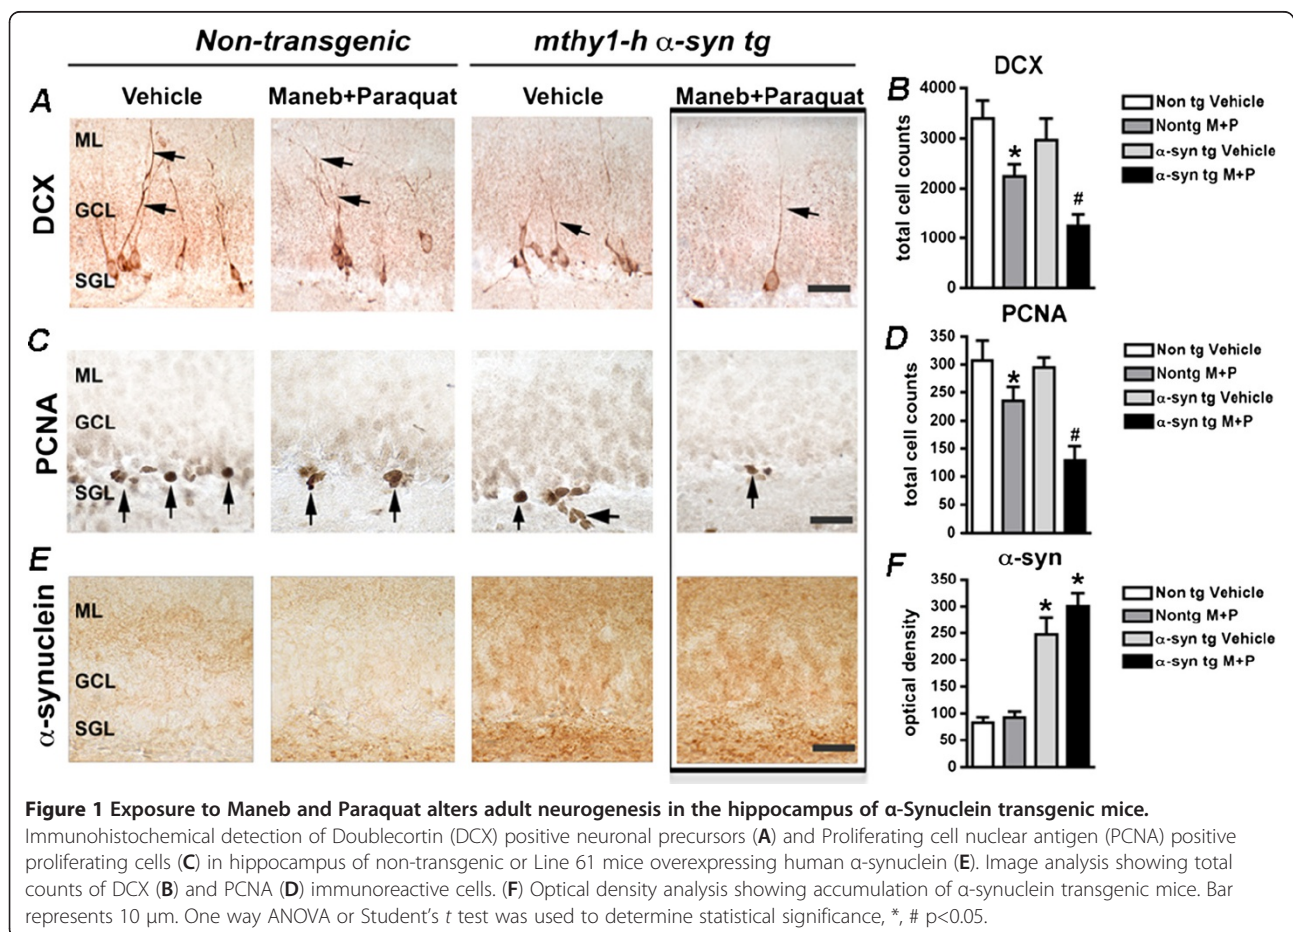 Non-transgenic mthy1-h α-syn tg
A Vehicle Maneb+Paraquat Vehicle Maneb+Paraquat
DCX
ML
GCL
SGL
B DCX
total cell counts
4000
3000
2000
1000
0
*
#
Non tg Vehicle
Nontg M+P
α-syn tg Vehicle
α-syn tg M+P
C
PCNA
ML
GCL
SGL
D PCNA
total cell counts
350
300
250
200
150
100
50
0
*
#
Non tg Vehicle
Nontg M+P
α-syn tg Vehicle
α-syn tg M+P
E
α-synuclein
ML
GCL
SGL
F α-syn
optical density
350
300
250
200
150
100
50
0
*
*
Non tg Vehicle
Nontg M+P
α-syn tg Vehicle
α-syn tg M+P
Figure 1 Exposure to Maneb and Paraquat alters adult neurogenesis in the hippocampus of α-Synuclein transgenic mice.
Immunohistochemical detection of Doublecortin (DCX) positive neuronal precursors (A) and Proliferating cell nuclear antigen (PCNA) positive
proliferating cells (C) in hippocampus of non-transgenic or Line 61 mice overexpressing human α-synuclein (E). Image analysis showing total
counts of DCX (B) and PCNA (D) immunoreactive cells. (F) Optical density analysis showing accumulation of α-synuclein transgenic mice. Bar
represents 10 μm. One way ANOVA or Student's t test was used to determine statistical significance, *, # p<0.05.